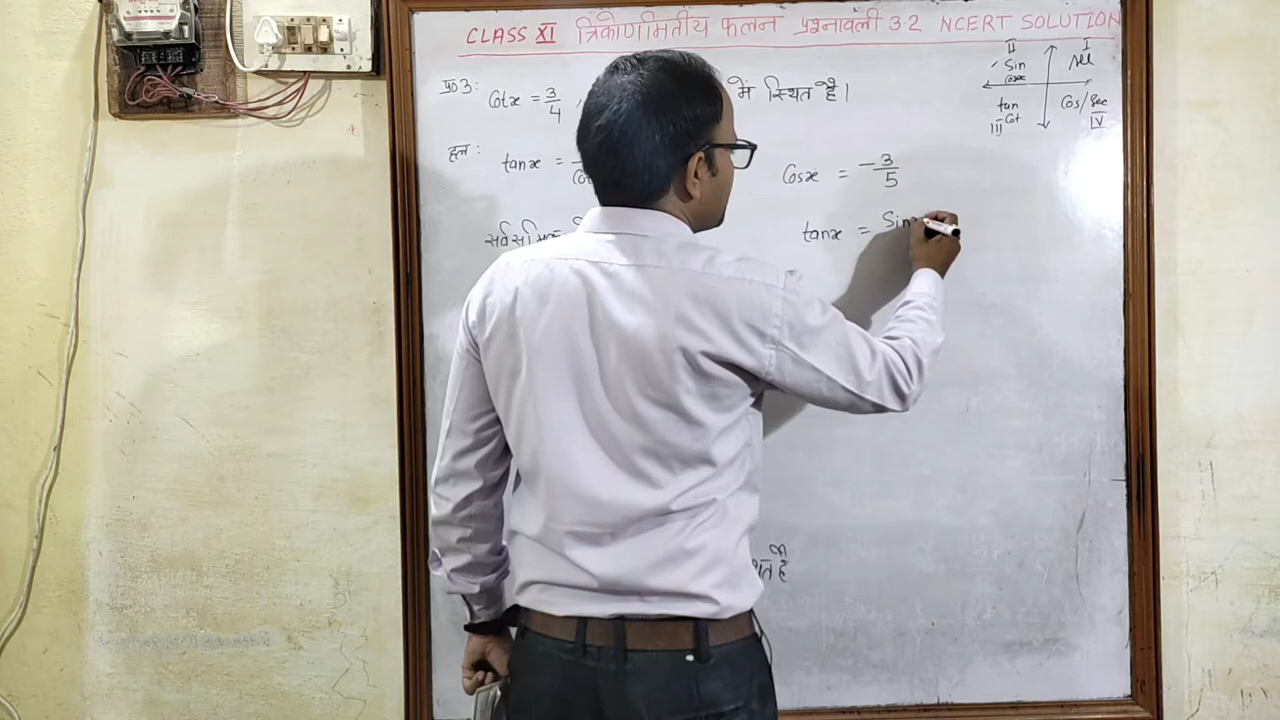 CLASS XI त्रिकोणमितीय फलन प्रश्नावली 3.2 NCERT SOLUTION
II
Sin
Cosec
I
All
tan
Cot
III
Cos/Sec
IV
प्र03:
Cotx = 3/4, में स्थित है।
हल:
tanx =
Cosx = -3/5
tanx = Sin
है